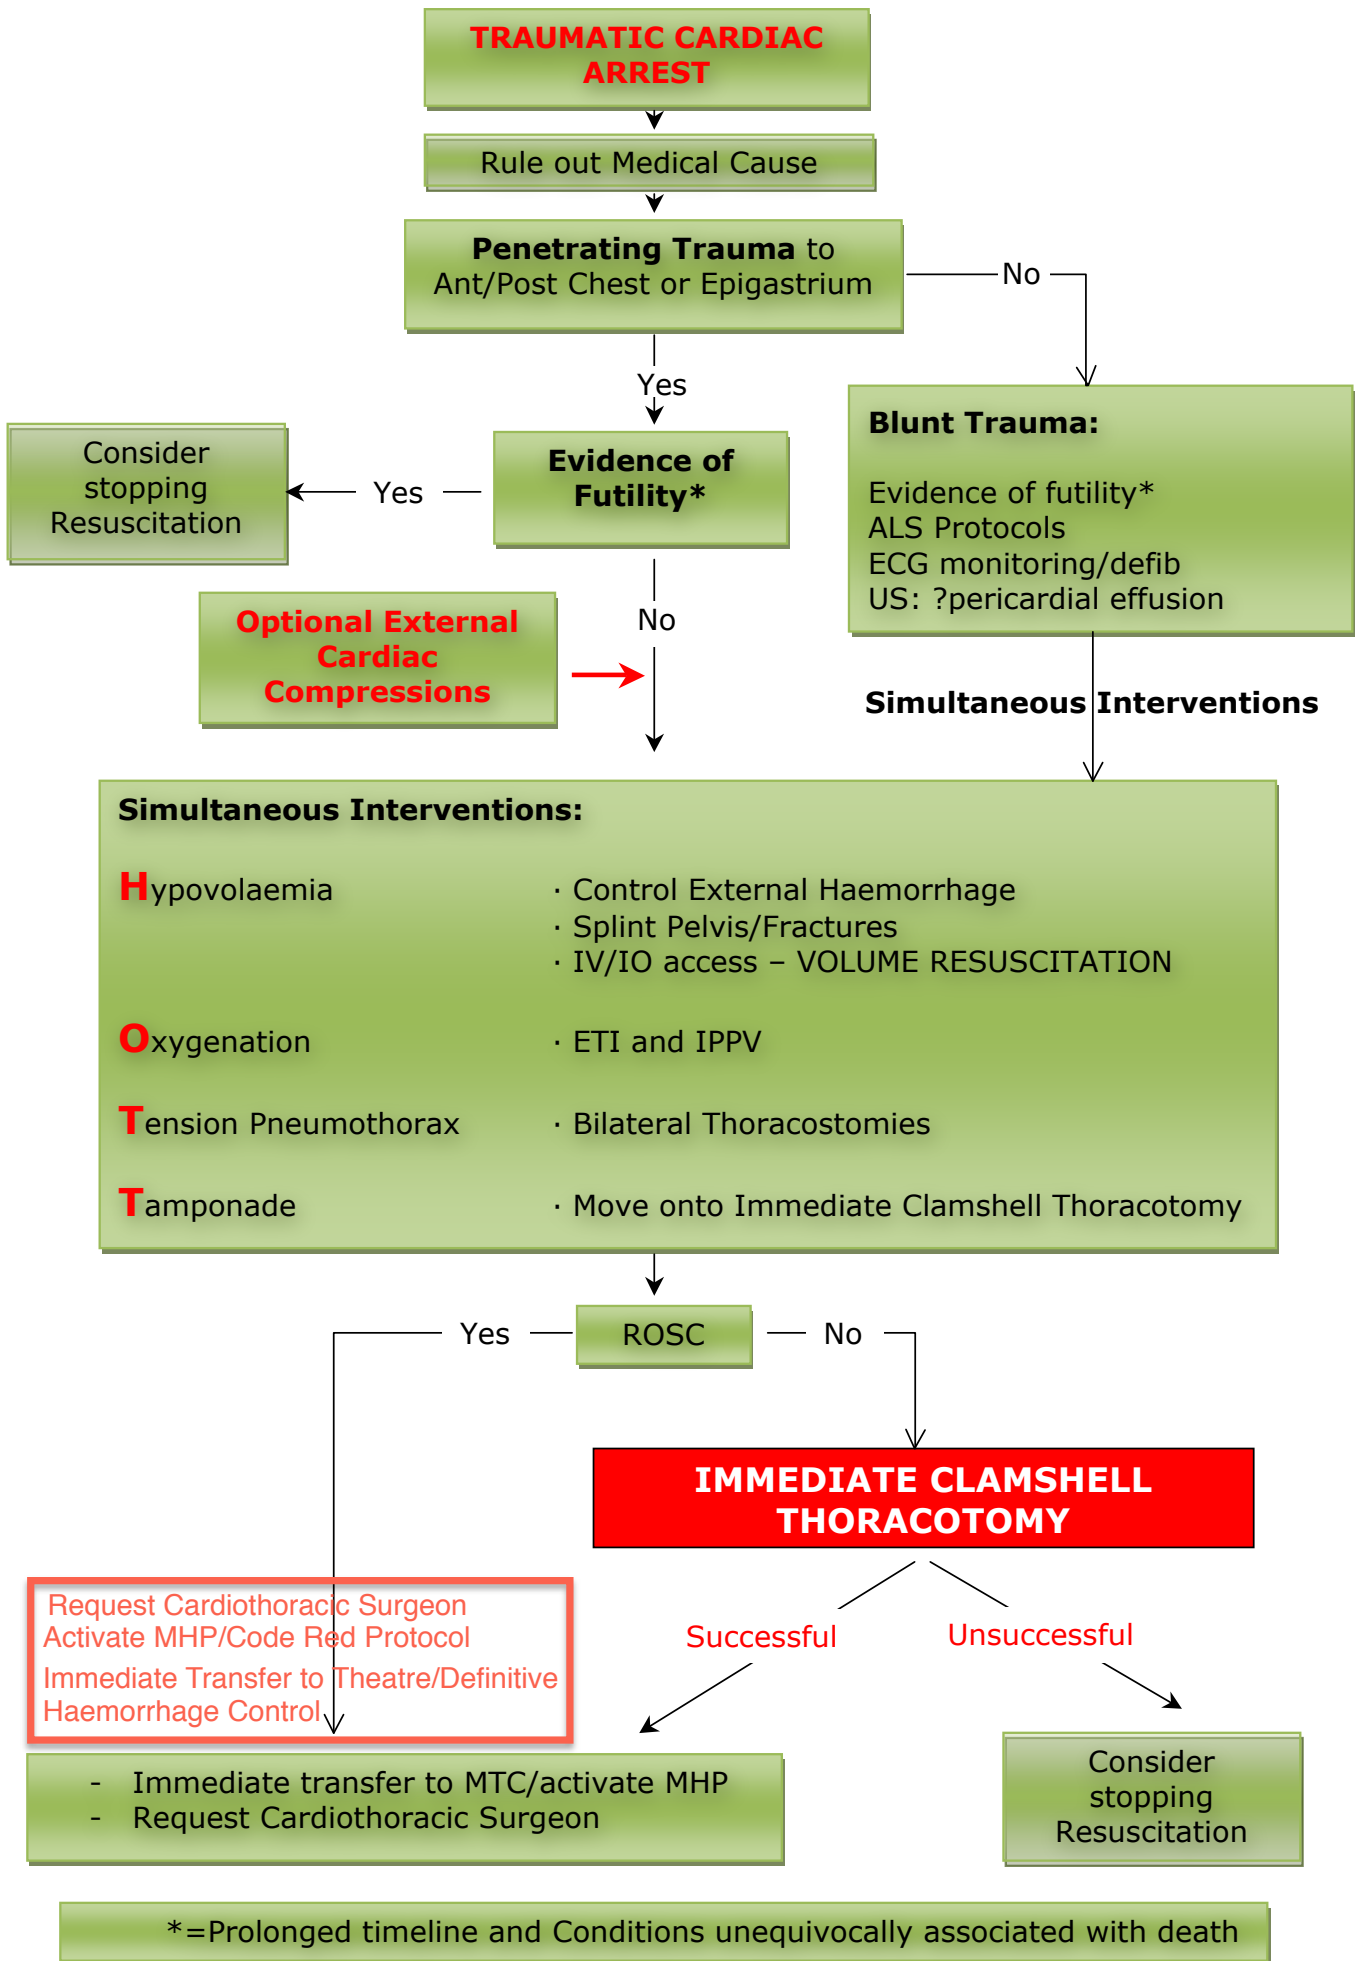 TRAUMATIC CARDIAC
ARREST
Rule out Medical Cause
Penetrating Trauma to
Ant/Post Chest or Epigastrium
No
Yes
Blunt Trauma:
Evidence of futility*
ALS Protocols
ECG monitoring/defib
US: ?pericardial effusion
Evidence of
Futility*
Yes
Consider
stopping
Resuscitation
No
Optional External
Cardiac
Compressions
Simultaneous Interventions
Simultaneous Interventions:
Hypovolaemia · Control External Haemorrhage
· Splint Pelvis/Fractures
· IV/IO access – VOLUME RESUSCITATION
Oxygenation · ETI and IPPV
Tension Pneumothorax · Bilateral Thoracostomies
Tamponade · Move onto Immediate Clamshell Thoracotomy
Yes ROSC No
IMMEDIATE CLAMSHELL
THORACOTOMY
Request Cardiothoracic Surgeon
Activate MHP/Code Red Protocol
Immediate Transfer to Theatre/Definitive
Haemorrhage Control
Successful Unsuccessful
- Immediate transfer to MTC/activate MHP
- Request Cardiothoracic Surgeon
Consider
stopping
Resuscitation
*=Prolonged timeline and Conditions unequivocally associated with death